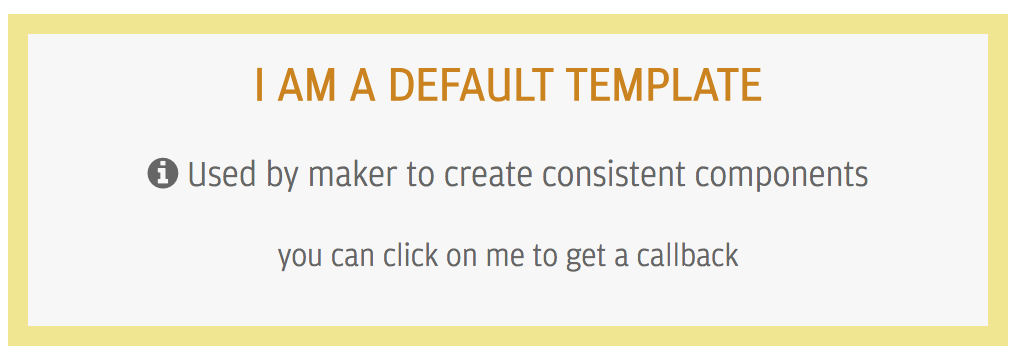 I AM A DEFAULT TEMPLATE
Used by maker to create consistent components
you can click on me to get a callback